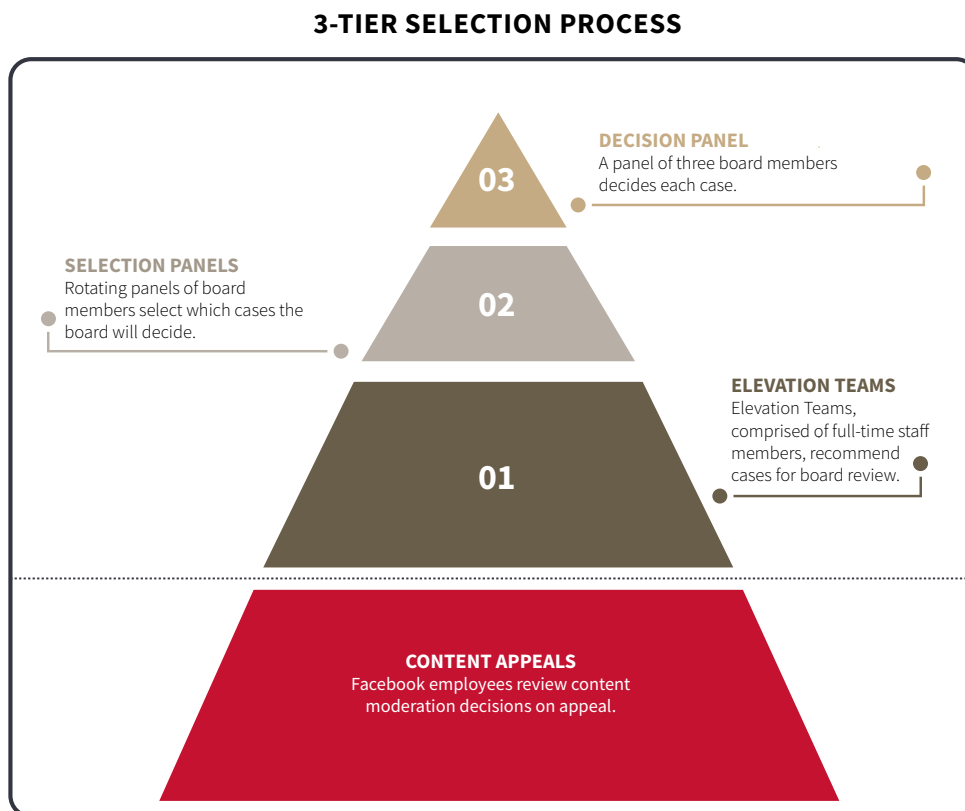 3-TIER SELECTION PROCESS
03
DECISION PANEL
A panel of three board members
decides each case.
SELECTION PANELS
Rotating panels of board
members select which cases the
board will decide.
02
ELEVATION TEAMS
Elevation Teams,
comprised of full-time staff
members, recommend
cases for board review.
01
CONTENT APPEALS
Facebook employees review content
moderation decisions on appeal.